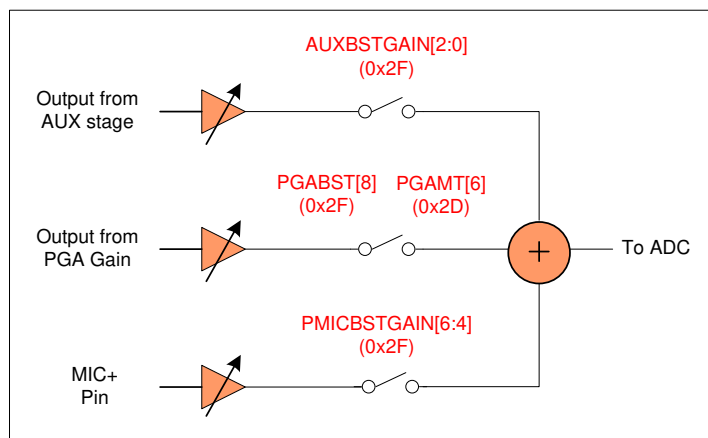 AUXBSTGAIN[2:0]
(0x2F)
Output from
AUX stage
PGABST[8] PGAMT[6]
(0x2F) (0x2D)
Output from
PGA Gain
+
To ADC
PMICBSTGAIN[6:4]
(0x2F)
MIC+
Pin